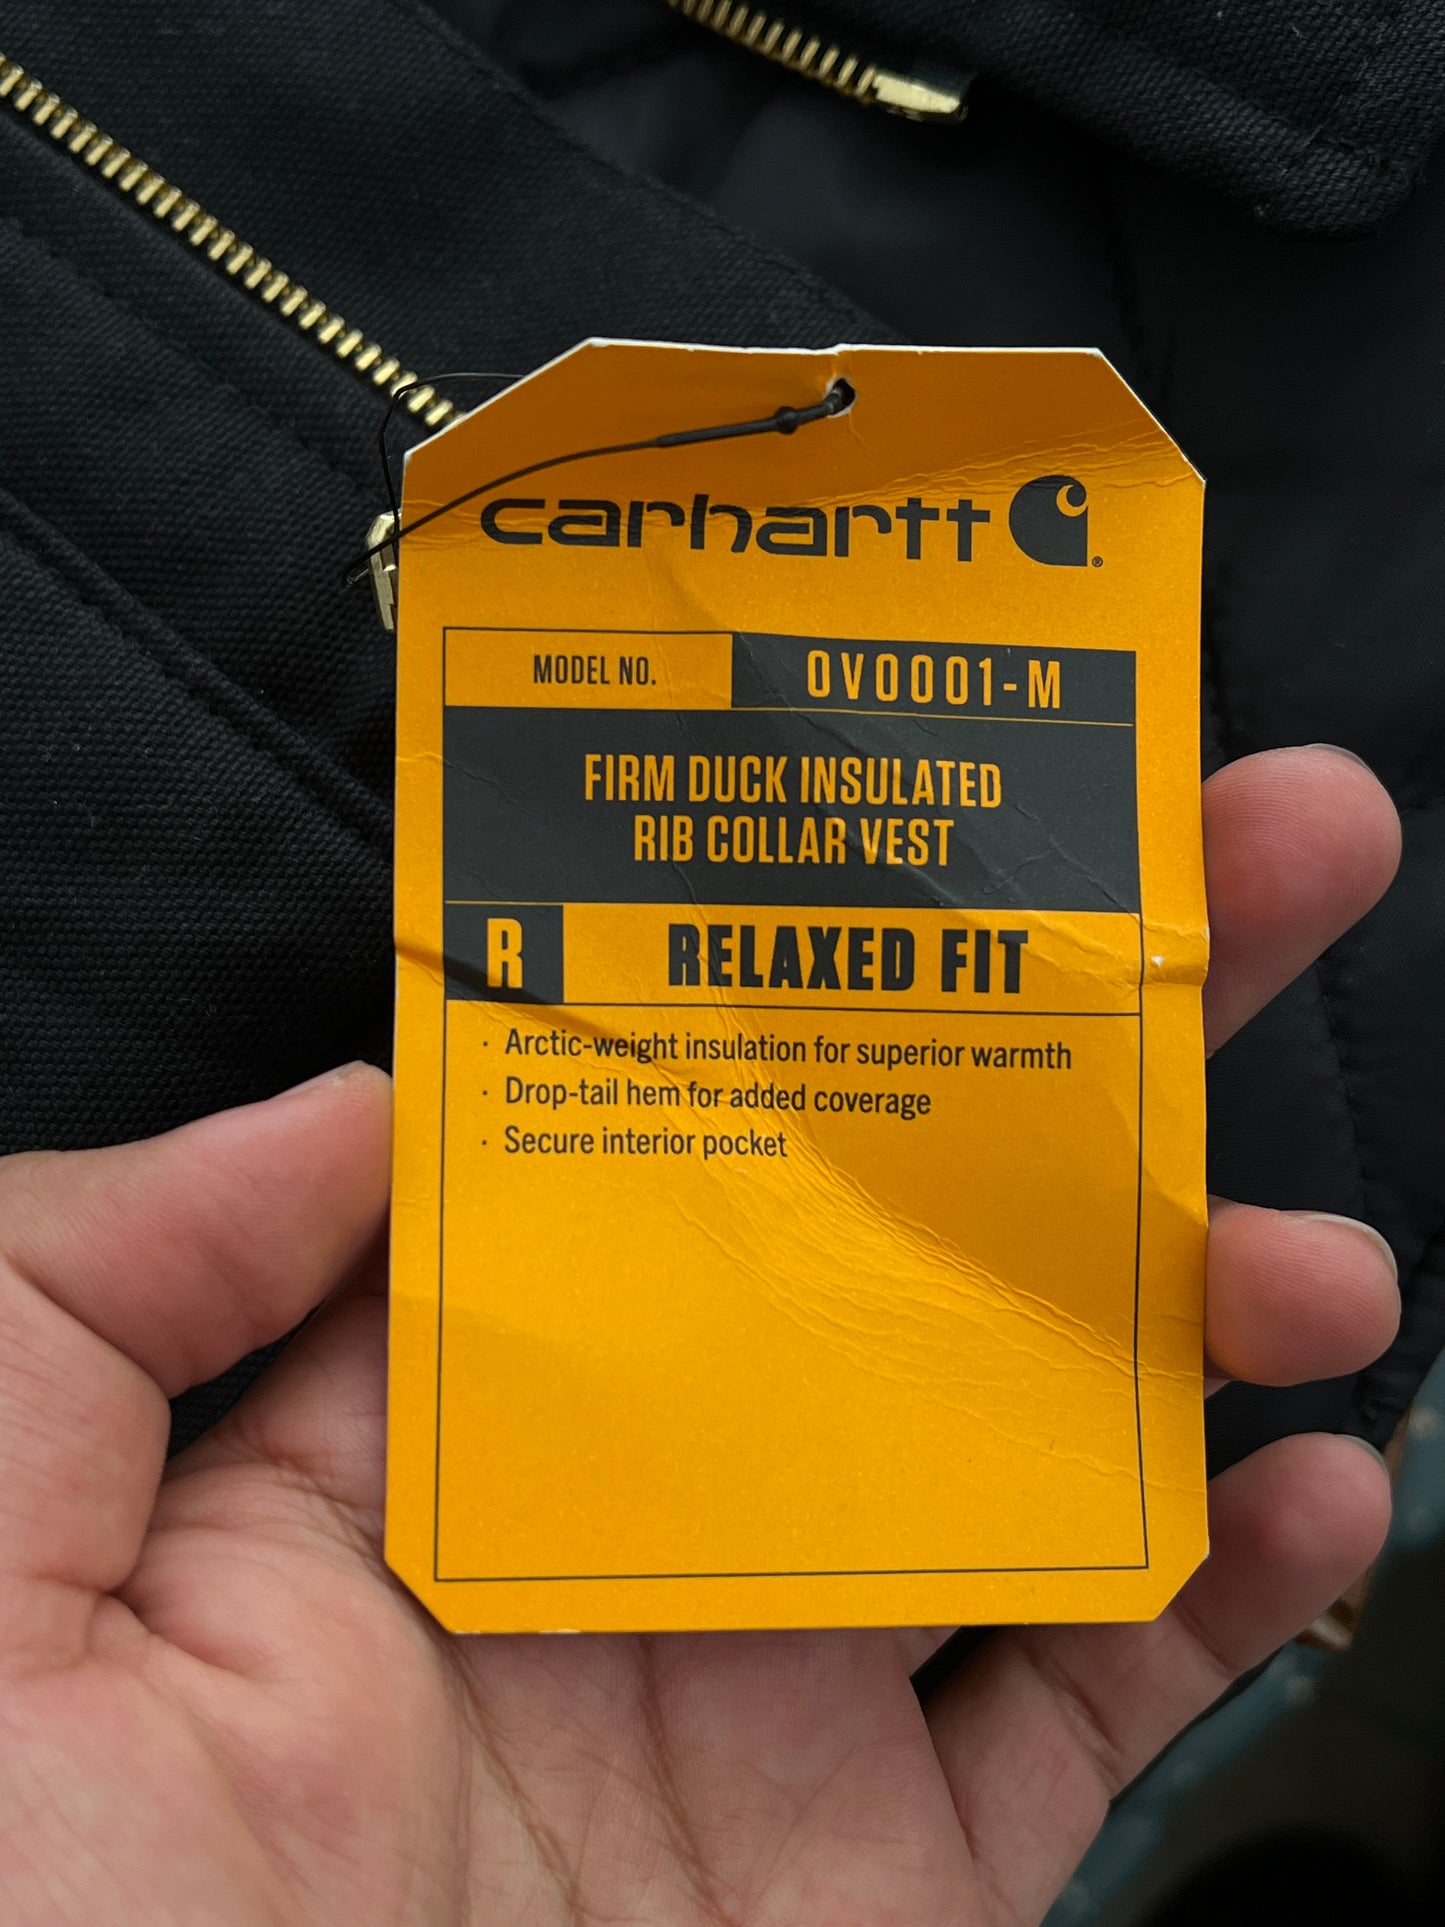 carhartt
MODEL NO. OV0001-M
FIRM DUCK INSULATED
RIB COLLAR VEST
R RELAXED FIT
· Arctic-weight insulation for superior warmth
· Drop-tail hem for added coverage
· Secure interior pocket